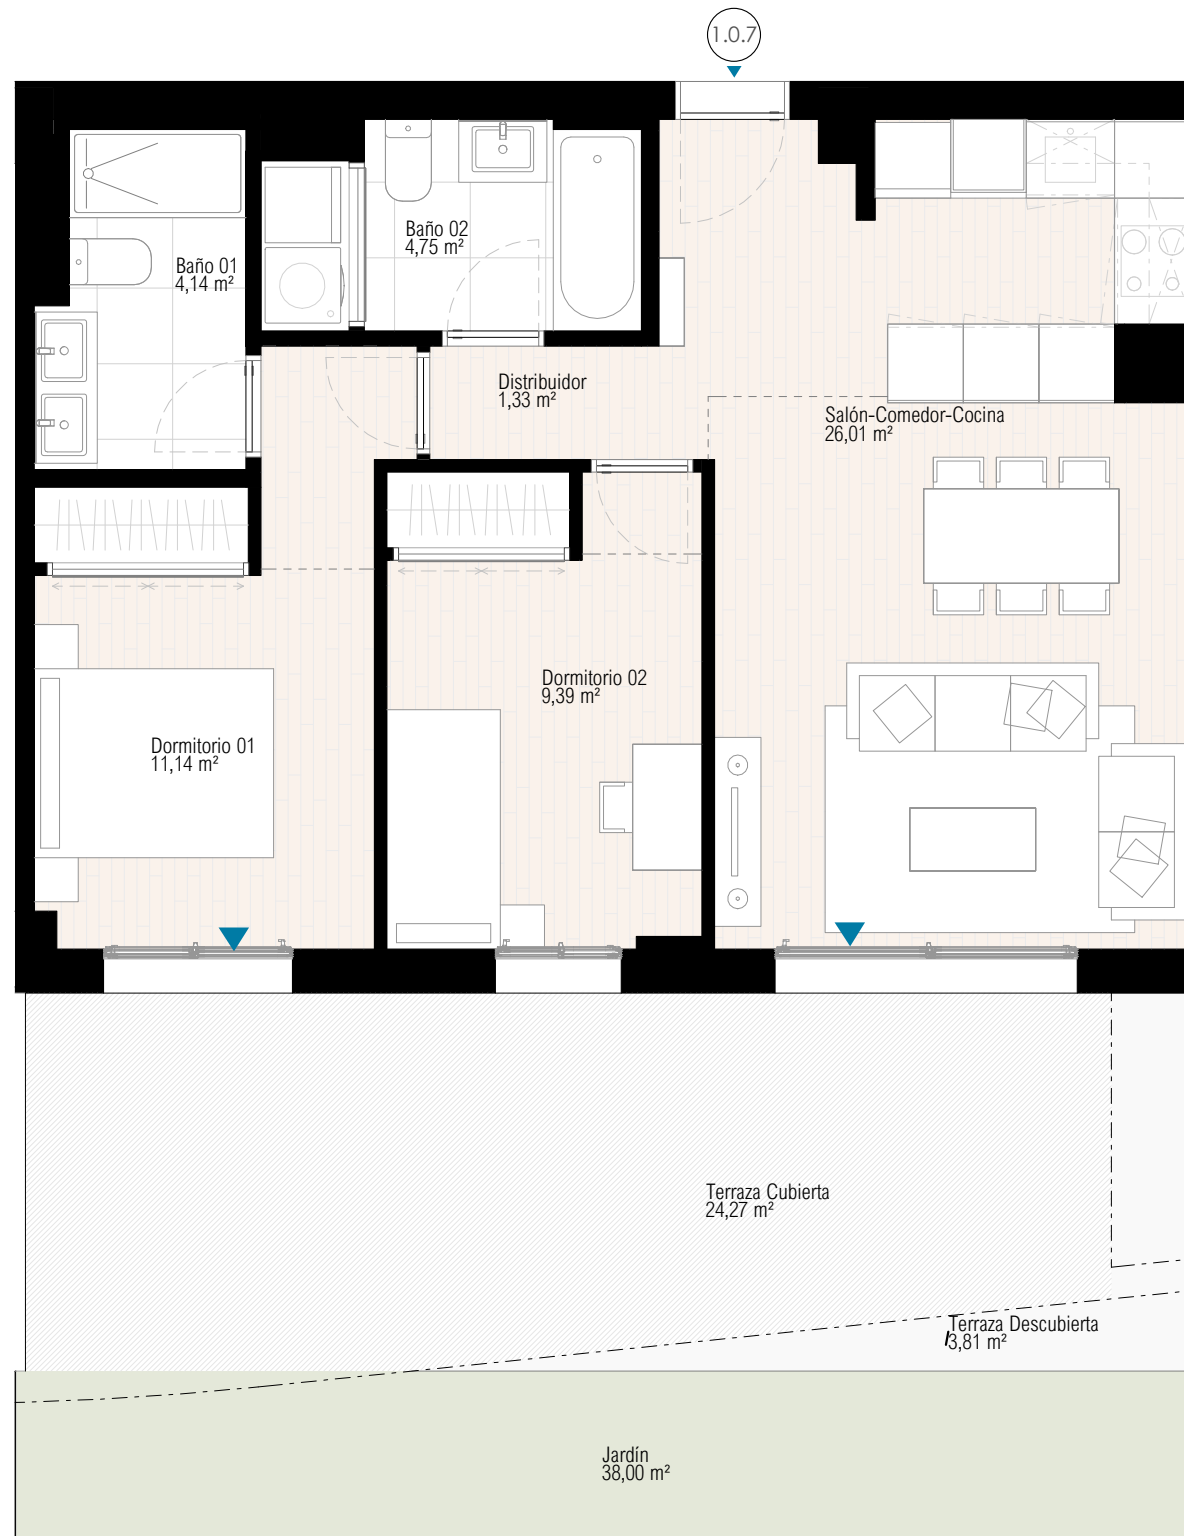 1.0.7
Baño 02
4,75 m²
Baño 01
4,14 m²
Distribuidor
1,33 m²
Salón-Comedor-Cocina
26,01 m²
Dormitorio 02
9,39 m²
Dormitorio 01
11,14 m²
Terraza Cubierta
24,27 m²
Terraza Descubierta
3,81 m²
Jardín
38,00 m²